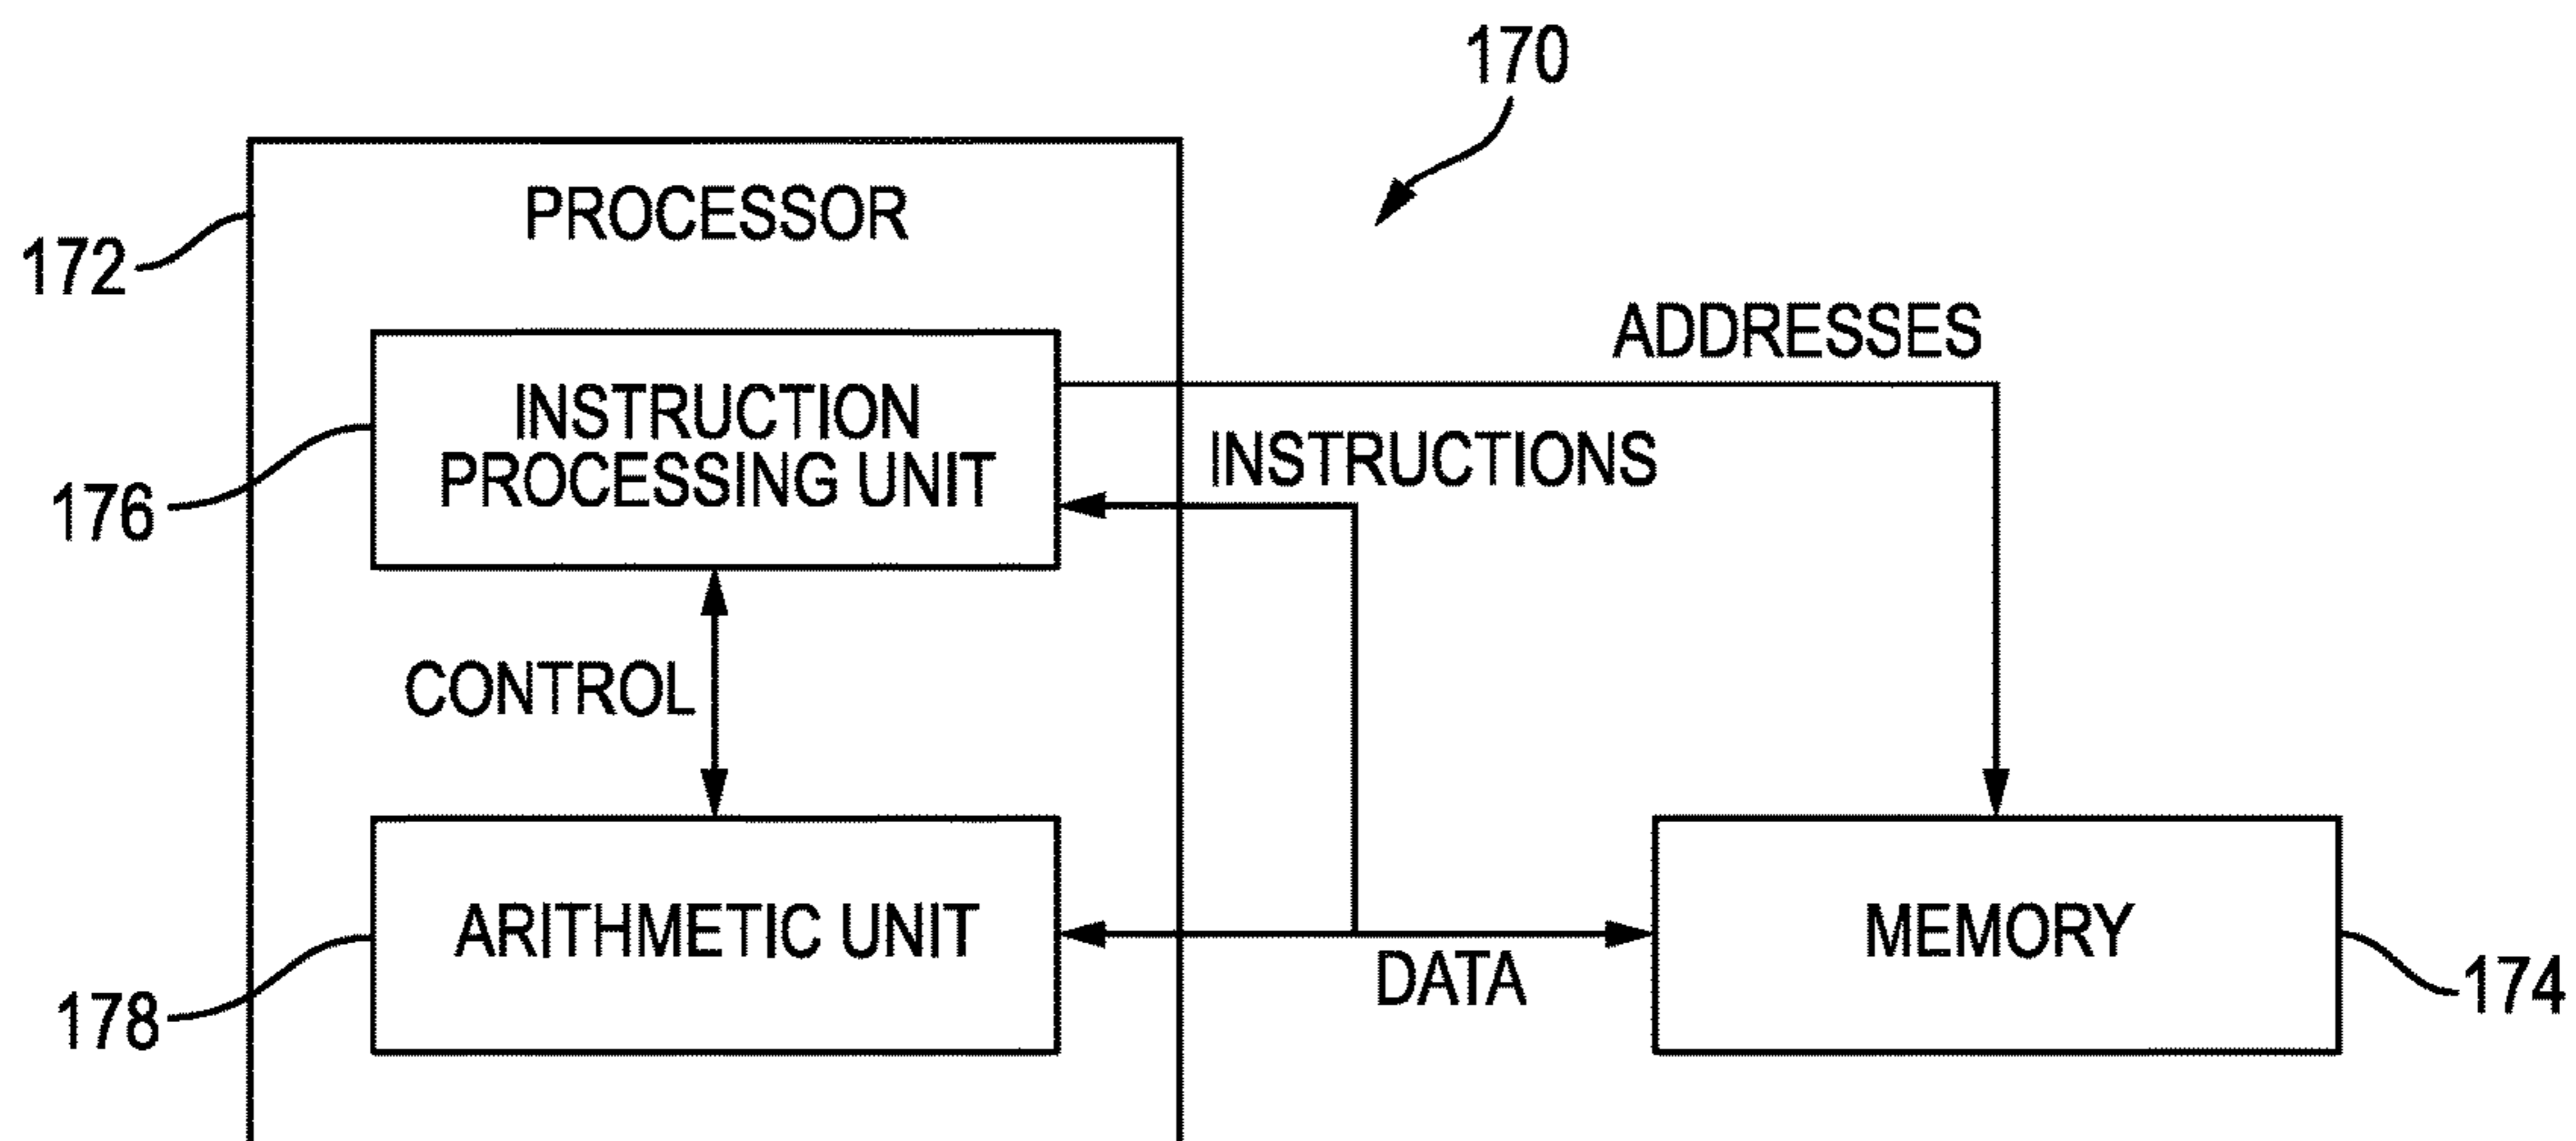 170
PROCESSOR
172
ADDRESSES
INSTRUCTION
PROCESSING UNIT
INSTRUCTIONS
176
CONTROL
ARITHMETIC UNIT
MEMORY
DATA
174
178